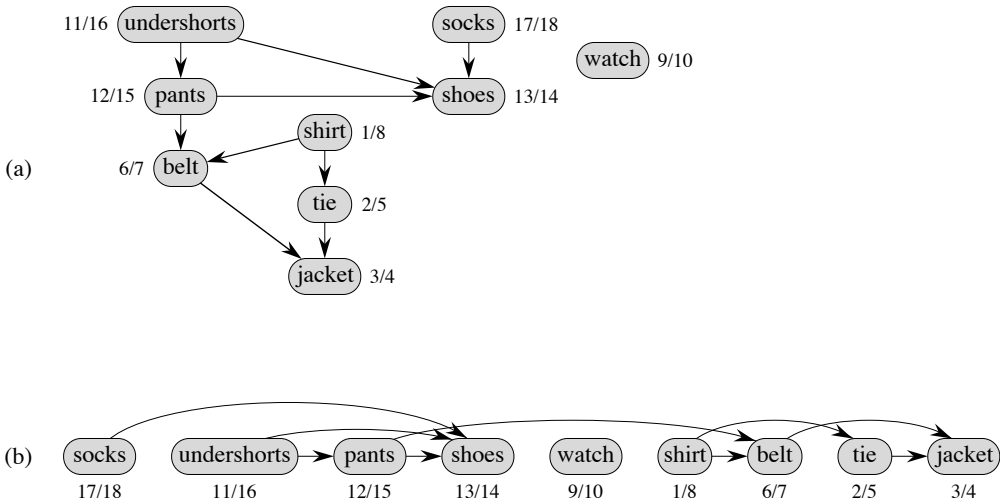 11/16 undershorts socks 17/18
watch 9/10
12/15 pants shoes 13/14
shirt 1/8
(a) 6/7 belt
tie 2/5
jacket 3/4
(b) socks undershorts pants shoes watch shirt belt tie jacket
17/18 11/16 12/15 13/14 9/10 1/8 6/7 2/5 3/4